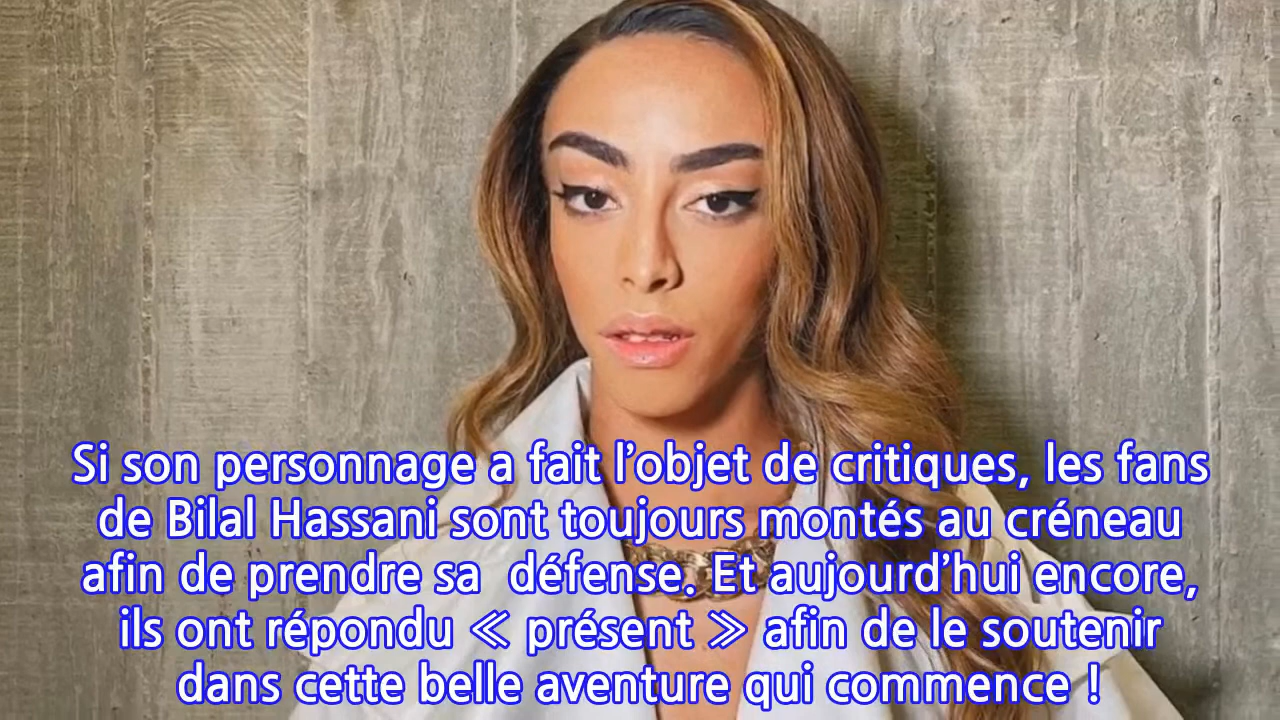 Si son personnage a fait l’objet de critiques, les fans
de Bilal Hassani sont toujours montés au créneau
afin de prendre sa  défense. Et aujourd’hui encore,
ils ont répondu ≪ présent ≫ afin de le soutenir
dans cette belle aventure qui commence !